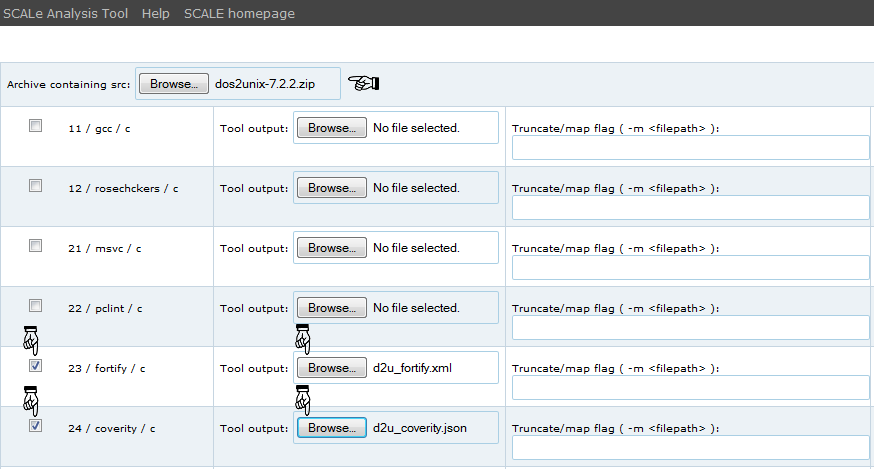 SCALe Analysis Tool Help SCALE homepage
Archive containing src: Browse... dos2unix-7.2.2.zip
11 / gcc / c Tool output: Browse... No file selected. Truncate/map flag ( -m <filepath> ):
12 / rosechckers / c Tool output: Browse... No file selected. Truncate/map flag ( -m <filepath> ):
21 / msvc / c Tool output: Browse... No file selected. Truncate/map flag ( -m <filepath> ):
22 / pclint / c Tool output: Browse... No file selected. Truncate/map flag ( -m <filepath> ):
23 / fortify / c Tool output: Browse... d2u_fortify.xml Truncate/map flag ( -m <filepath> ):
24 / coverity / c Tool output: Browse... d2u_coverity.json Truncate/map flag ( -m <filepath> ):